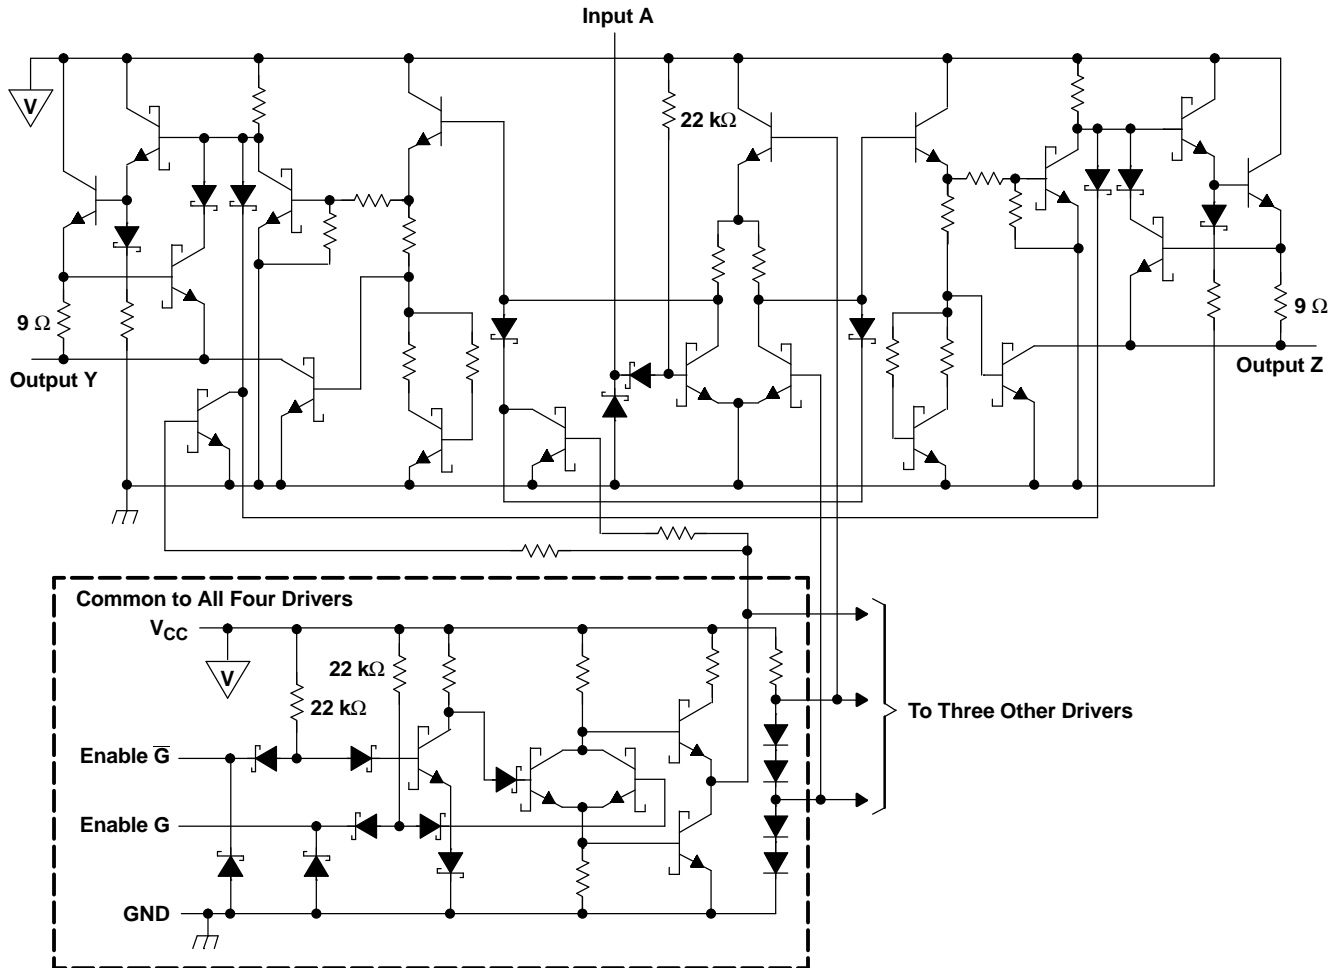 Input A
V
22 kΩ
9 Ω
9 Ω
Output Y
Output Z
Common to All Four Drivers
VCC
22 kΩ
V
22 kΩ
To Three Other Drivers
Enable G̅
Enable G
GND